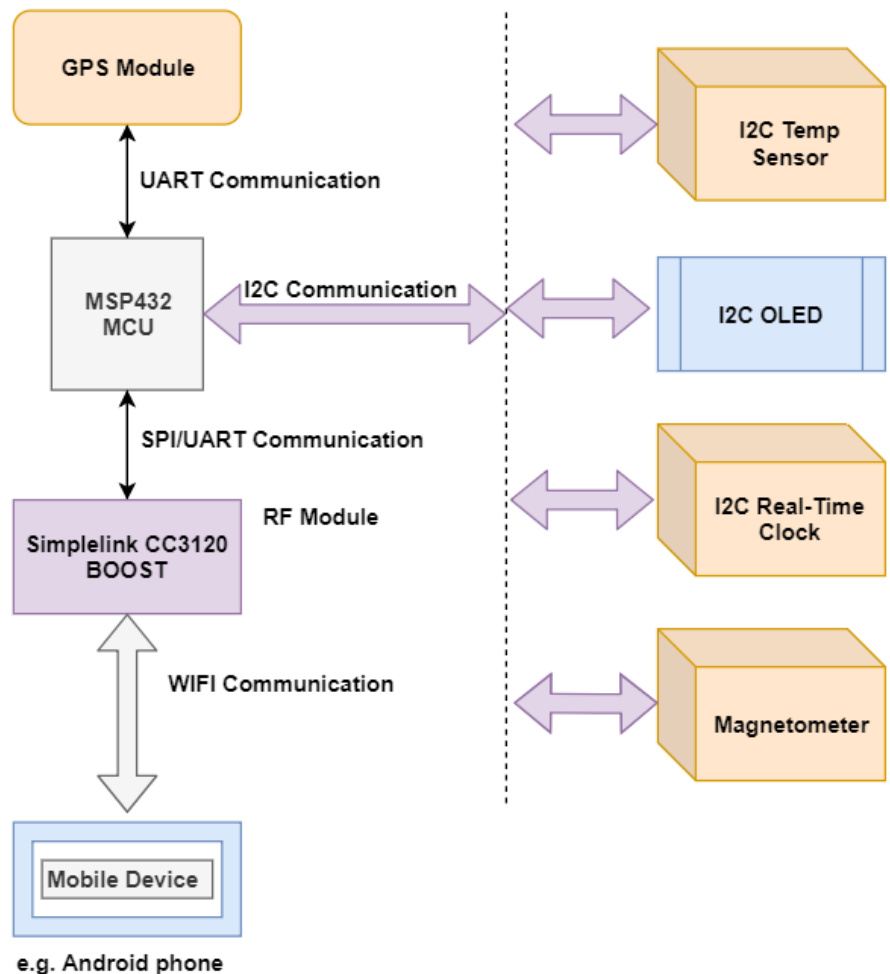 GPS Module
UART Communication
MSP432
MCU
I2C Communication
SPI/UART Communication
Simplelink CC3120
BOOST
RF Module
WIFI Communication
Mobile Device
e.g. Android phone
I2C Temp
Sensor
I2C OLED
I2C Real-Time
Clock
Magnetometer